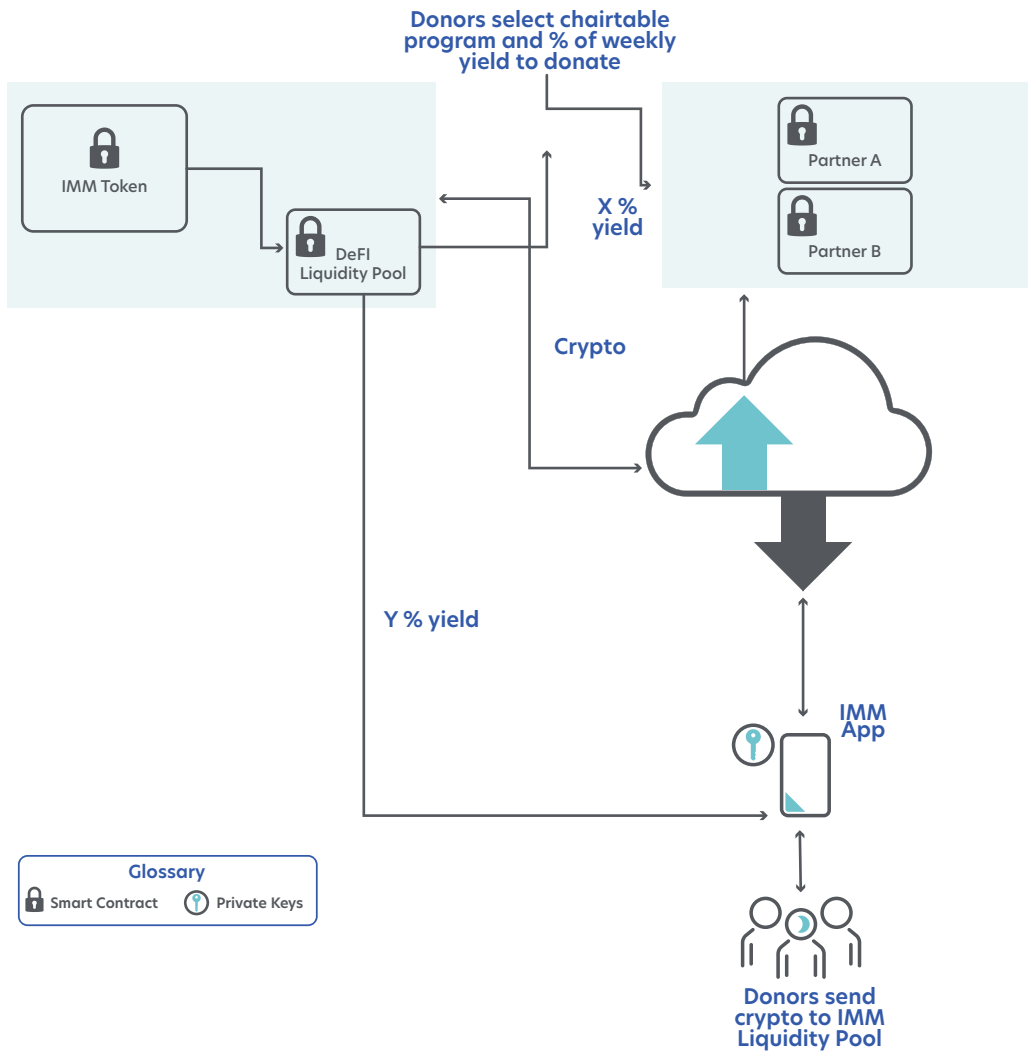 Donors select chairtable
program and % of weekly
yield to donate
IMM Token
DeFI
Liquidity Pool
X %
yield
Partner A
Partner B
Crypto
Y % yield
IMM
App
Glossary
Smart Contract
Private Keys
Donors send
crypto to IMM
Liquidity Pool